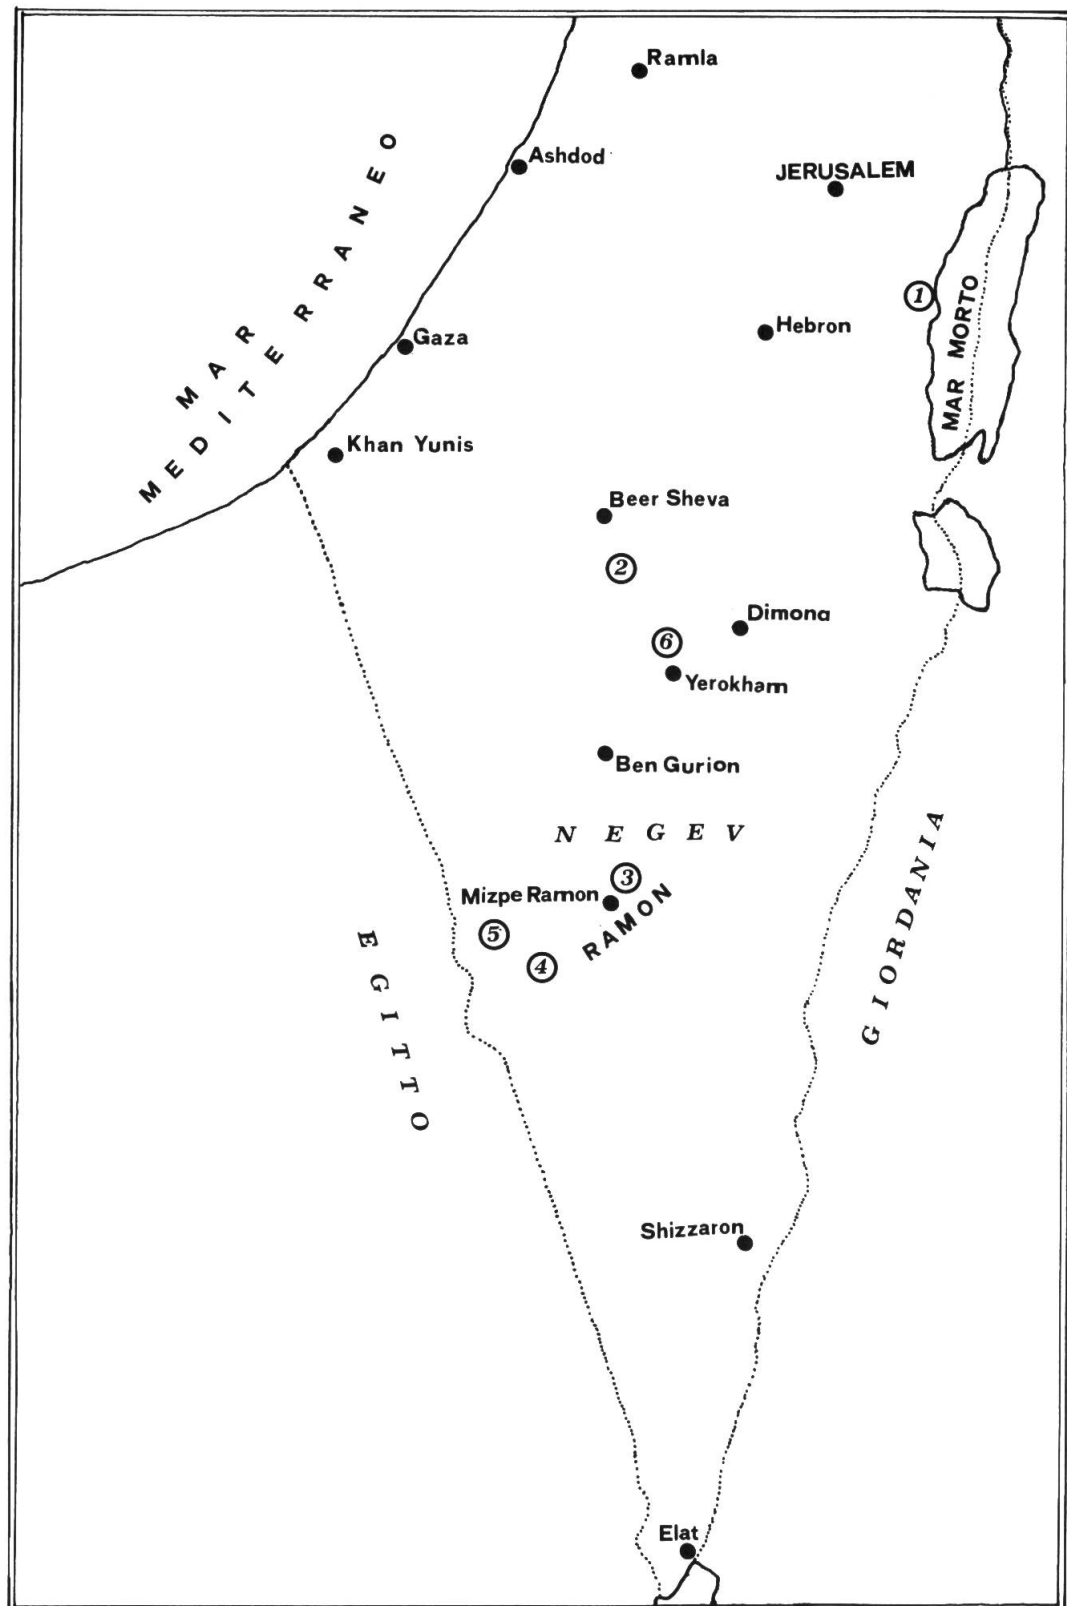 Ramla
Ashdod
JERUSALEM
MAR
MEDITERRANEO
1
MAR MORTO
Hebron
Gaza
Khan Yunis
Beer Sheva
2
Dimona
6
Yerokham
Ben Gurion
NEGEV
3
Mizpe Ramon
RAMON
5
4
EGITTO
GIORDANIA
Shizzaron
Elat